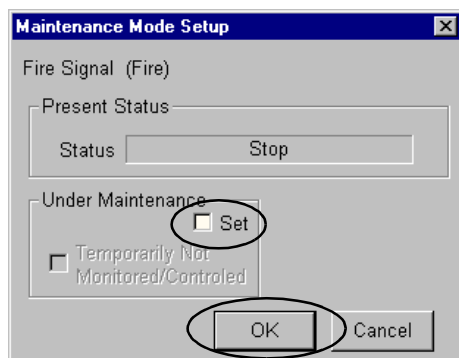 Maintenance Mode Setup
Fire Signal (Fire)
Present Status
Status Stop
Under Maintenance
Set
Temporarily Not
Monitored/Controled
OK Cancel